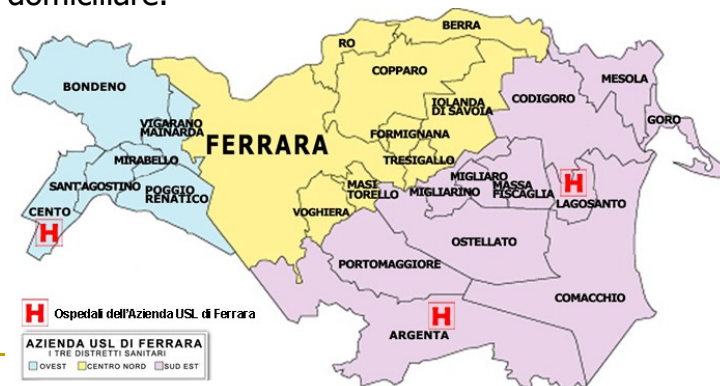 domiciliare.
BERRA
RO
COPPARO
MESOLA
BONDENO
IOLANDA
DI SAVOIA
CODIGORO
GORO
VIGARANO
MAINARDA
FORMIGNANA
FERRARA
MIRABELLO
TRESIGALLO
SANT'AGOSTINO
POGGIO
RENATICO
MASI
TORELLO
MIGLIARO
MIGLIARINO
MASSA
FISCAGLIA
H
LAGOSANTO
CENTO
H
VOGHIERA
OSTELLATO
PORTOMAGGIORE
COMACCHIO
H
ARGENTA
H Ospedali dell'Azienda USL di Ferrara
AZIENDA USL DI FERRARA
I TRE DISTRETTI SANITARI
OVEST CENTRO NORD SUD EST